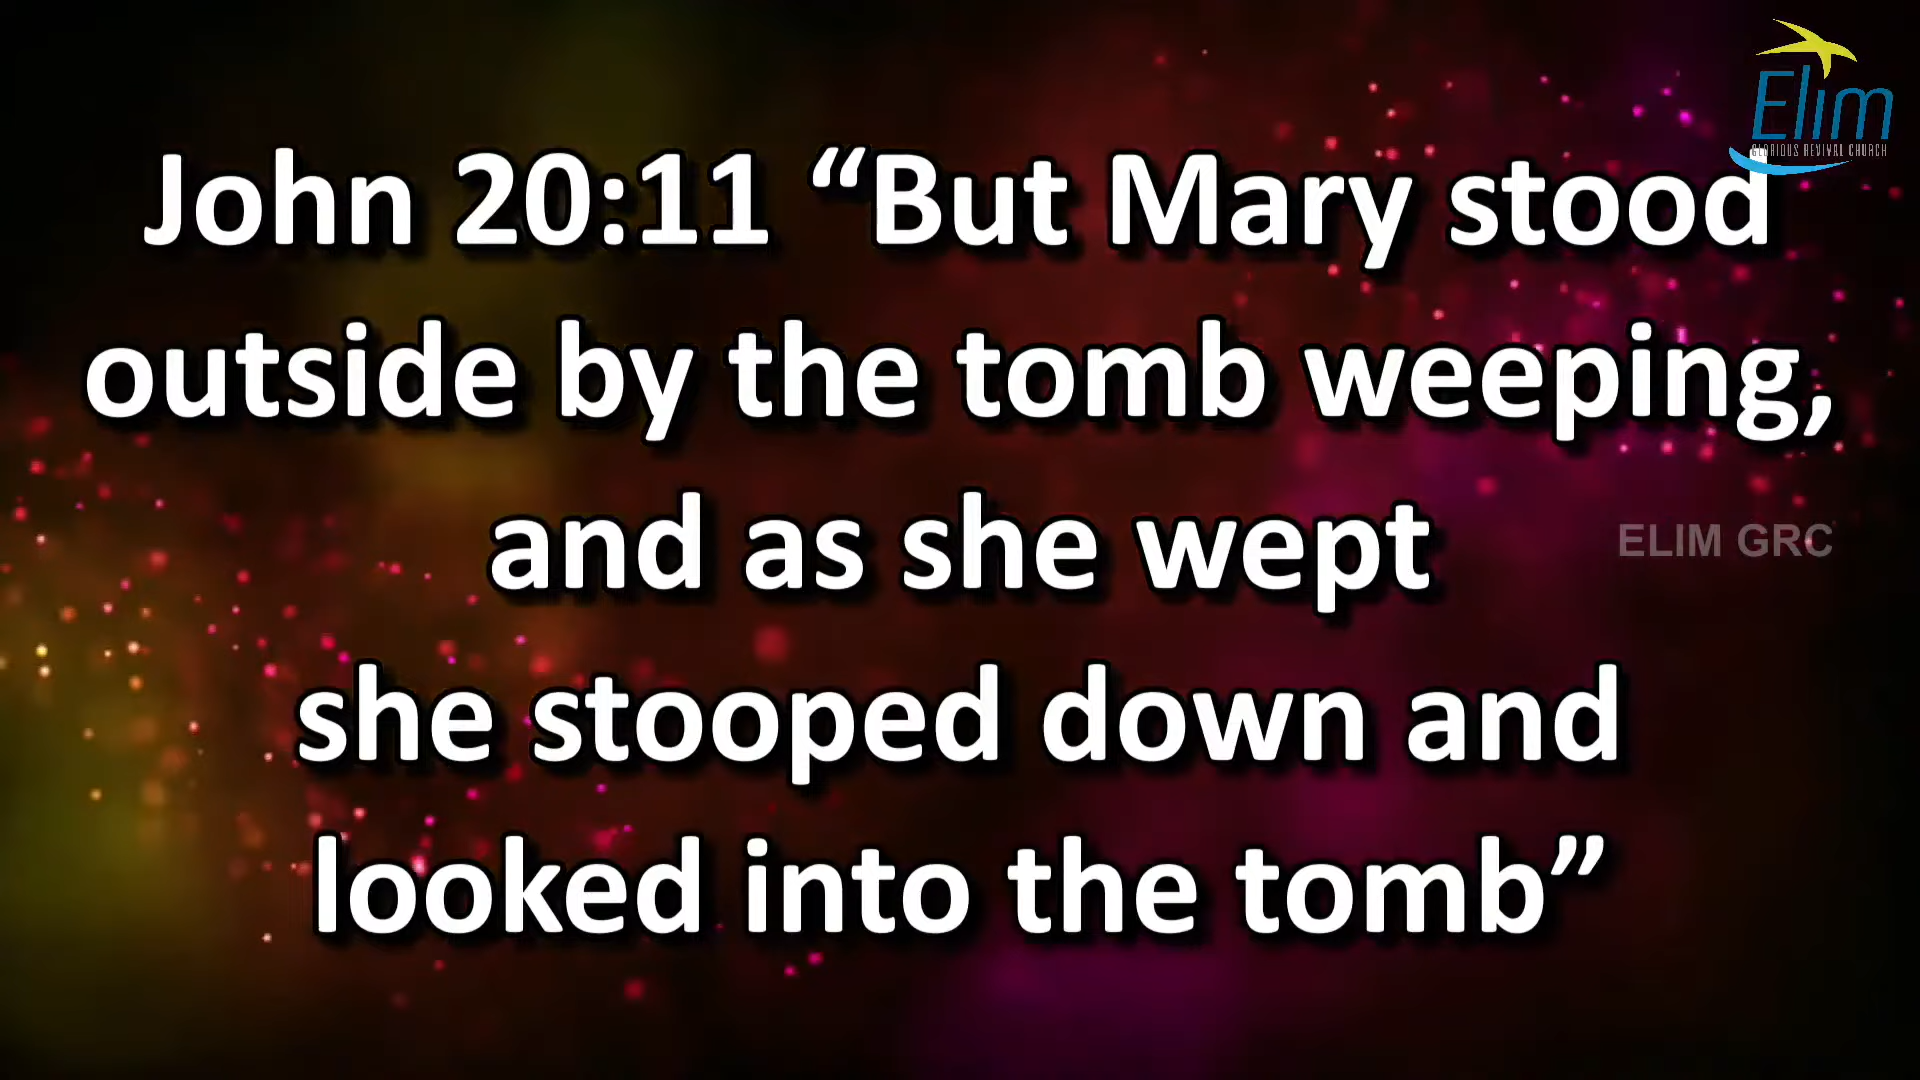 Elim
GLORIOUS REVIVAL CHURCH
John 20:11 “But Mary stood
outside by the tomb weeping,
and as she wept
ELIM GRC
she stooped down and
looked into the tomb”